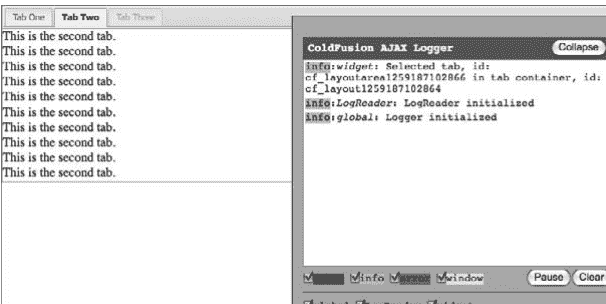 Tab One Tab Two Tab Three
This is the second tab.
This is the second tab.
This is the second tab.
This is the second tab.
This is the second tab.
This is the second tab.
This is the second tab.
This is the second tab.
This is the second tab.
This is the second tab.
ColdFusion AJAX Logger Collapse
info:widget: Selected tab, id:
cf_layoutarea1259187102866 in tab container, id:
cf_layout1259187102864
info:LogReader: LogReader initialized
info:global: Logger initialized
info error window Pause Clear